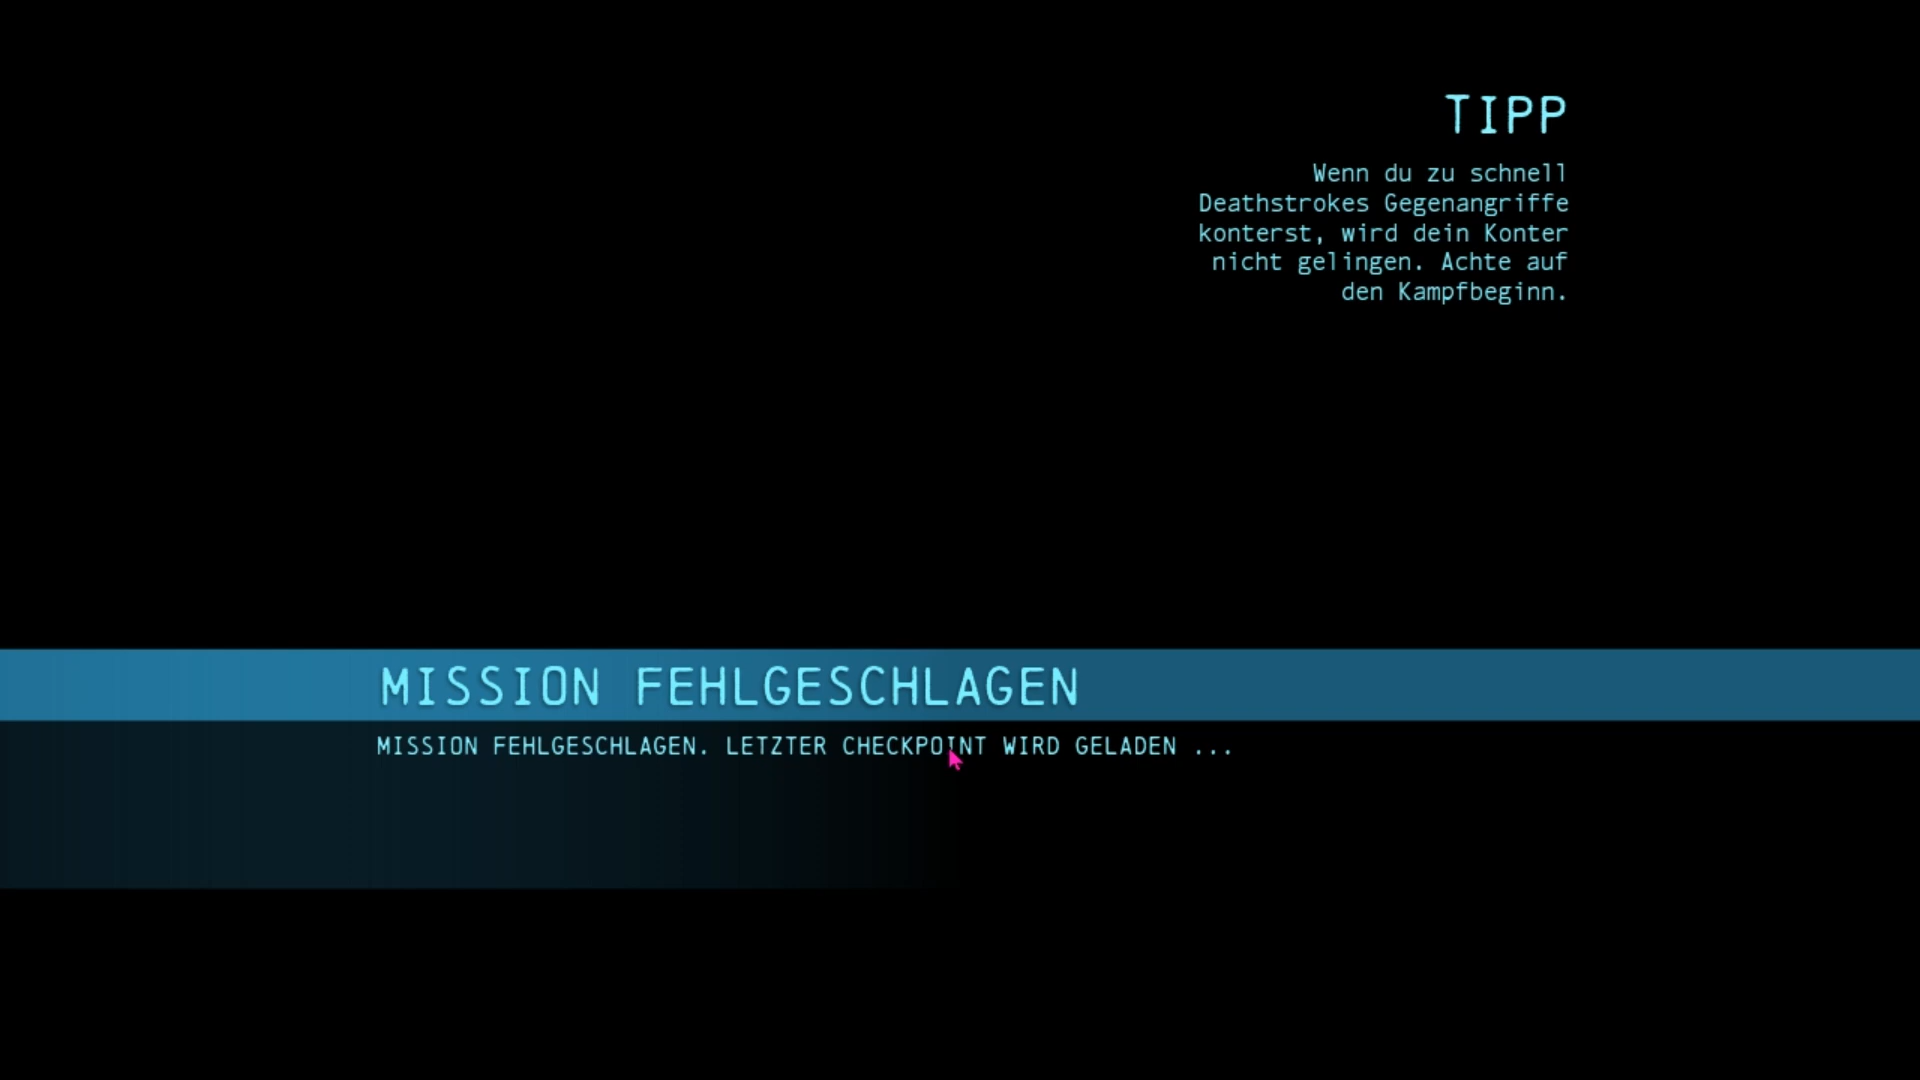 TIPP
Wenn du zu schnell
Deathstrokes Gegenangriffe
konterst, wird dein Konter
nicht gelingen. Achte auf
den Kampfbeginn.
MISSION FEHLGESCHLAGEN
MISSION FEHLGESCHLAGEN. LETZTER CHECKPOINT WIRD GELADEN ...